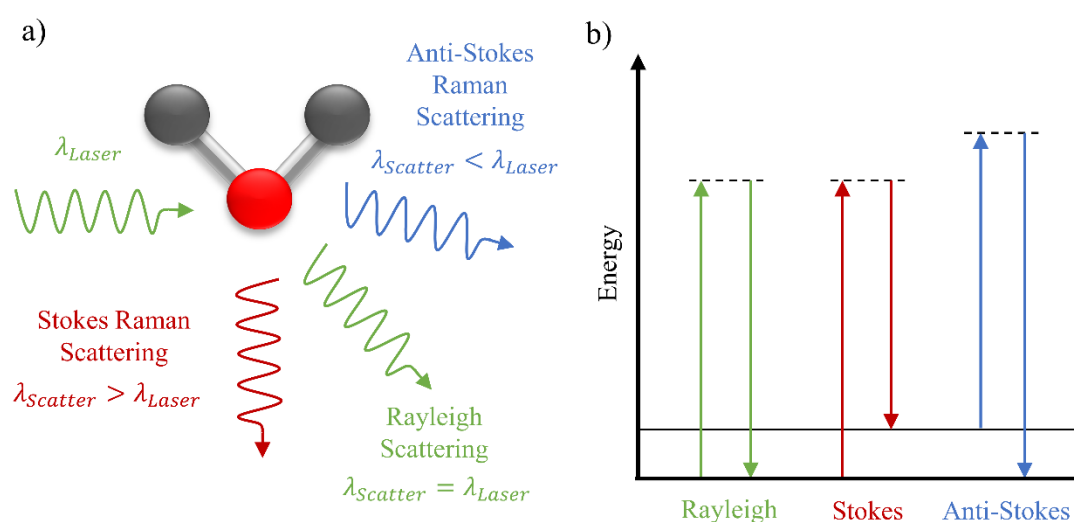 a)
Anti-Stokes
Raman
Scattering
λScatter < λLaser
λLaser
Stokes Raman
Scattering
λScatter > λLaser
Rayleigh
Scattering
λScatter = λLaser
b)
Energy
Rayleigh
Stokes
Anti-Stokes